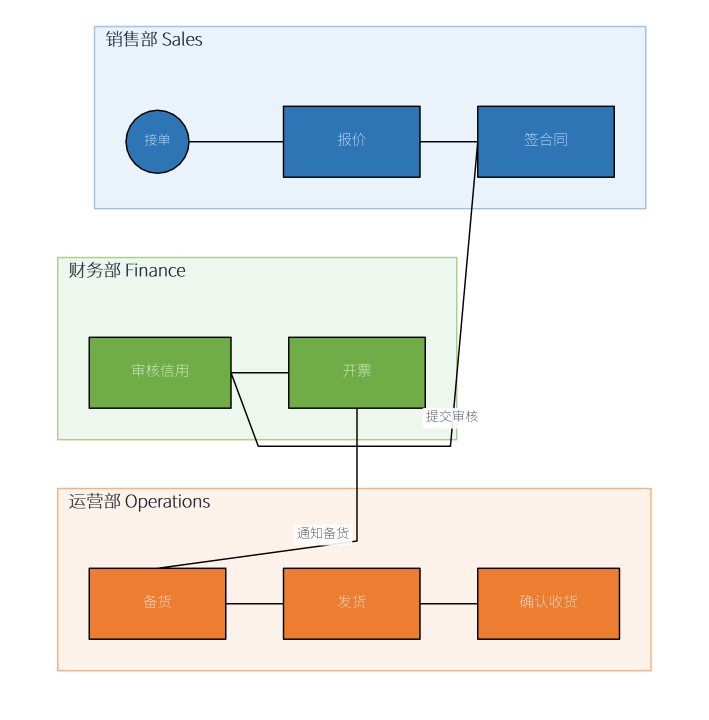 销售部 Sales
接单
报价
签合同
财务部 Finance
审核信用
开票
提交审核
运营部 Operations
通知备货
备货
发货
确认收货